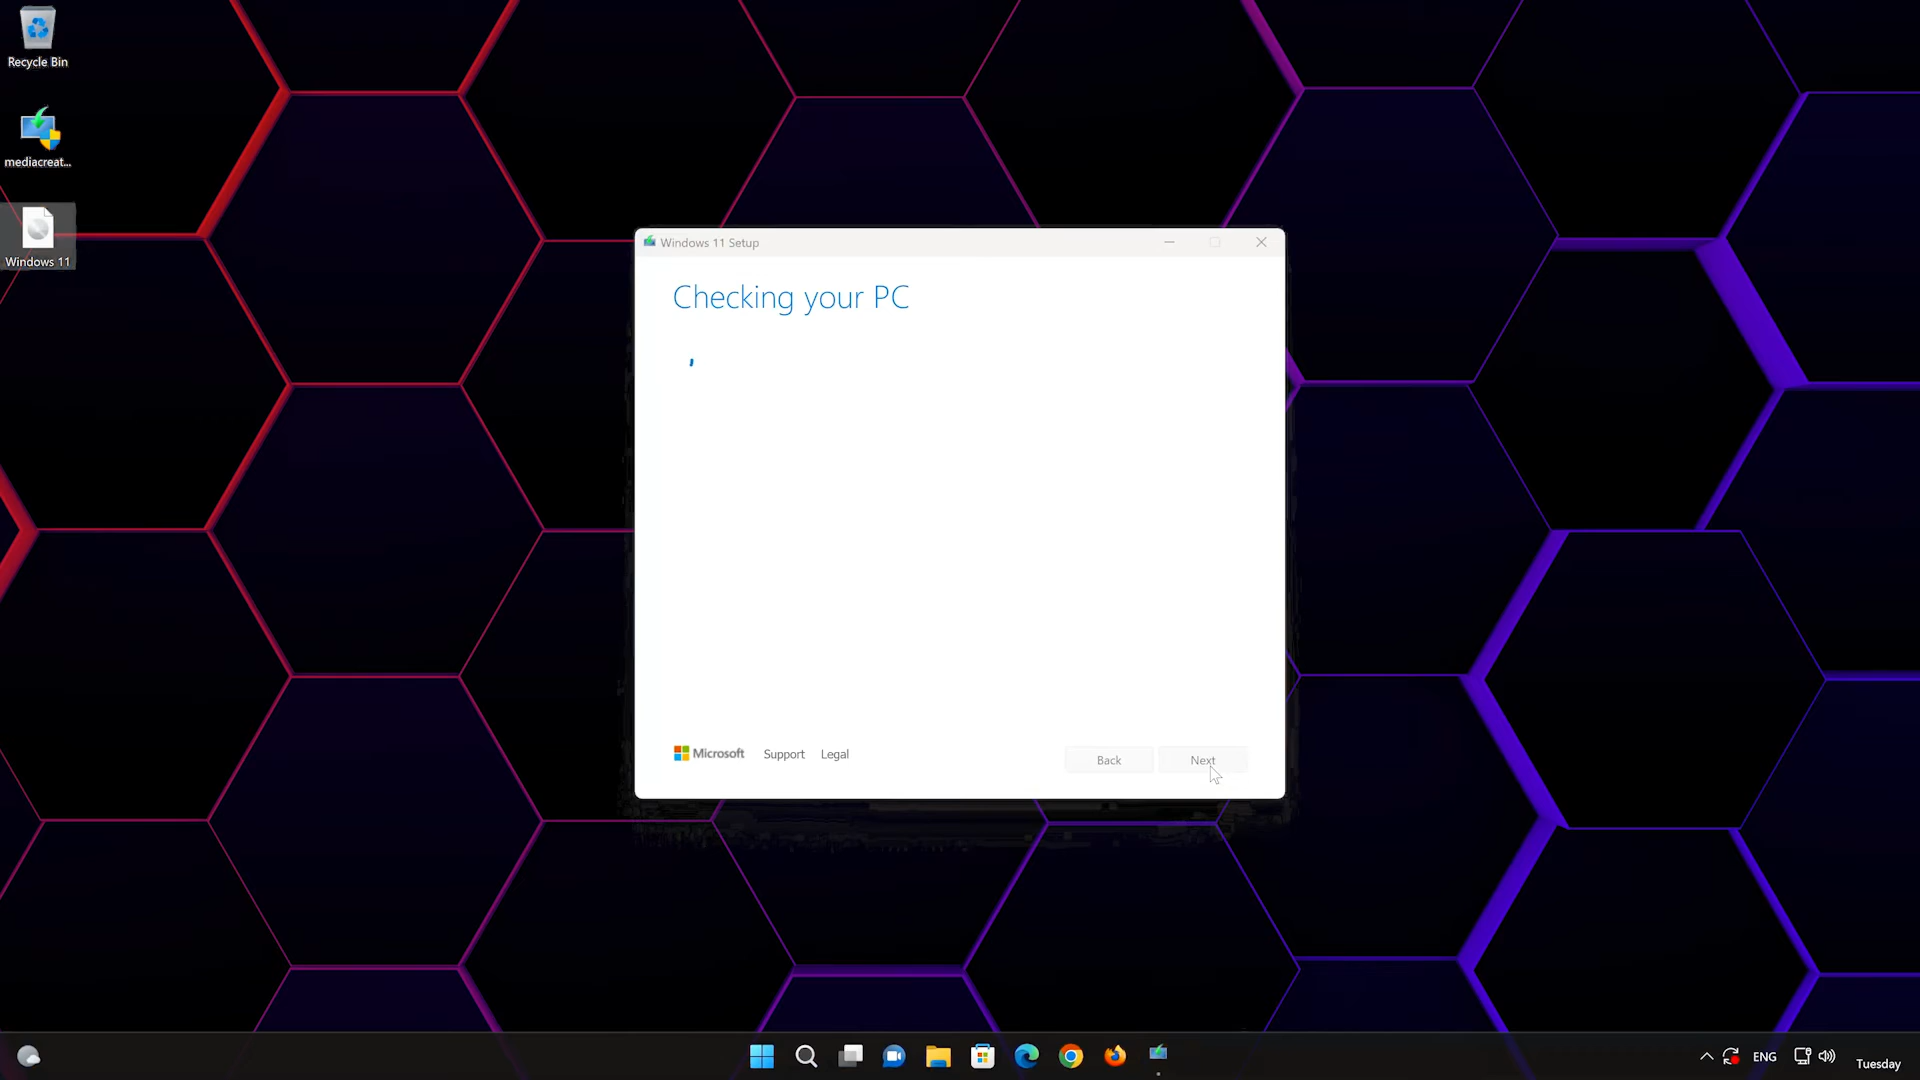 Recycle Bin
mediacreat...
Windows 11
Windows 11 Setup
Checking your PC
Microsoft
Support
Legal
Back
Next
ENG
Tuesday